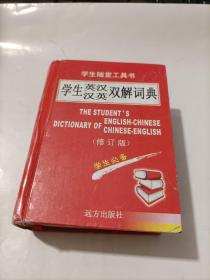 学生随堂工具书
学生英汉汉英双解词典
THE STUDENT'S
DICTIONARY OF ENGLISH-CHINESE
CHINESE-ENGLISH
(修订版)
学生必备
远方出版社